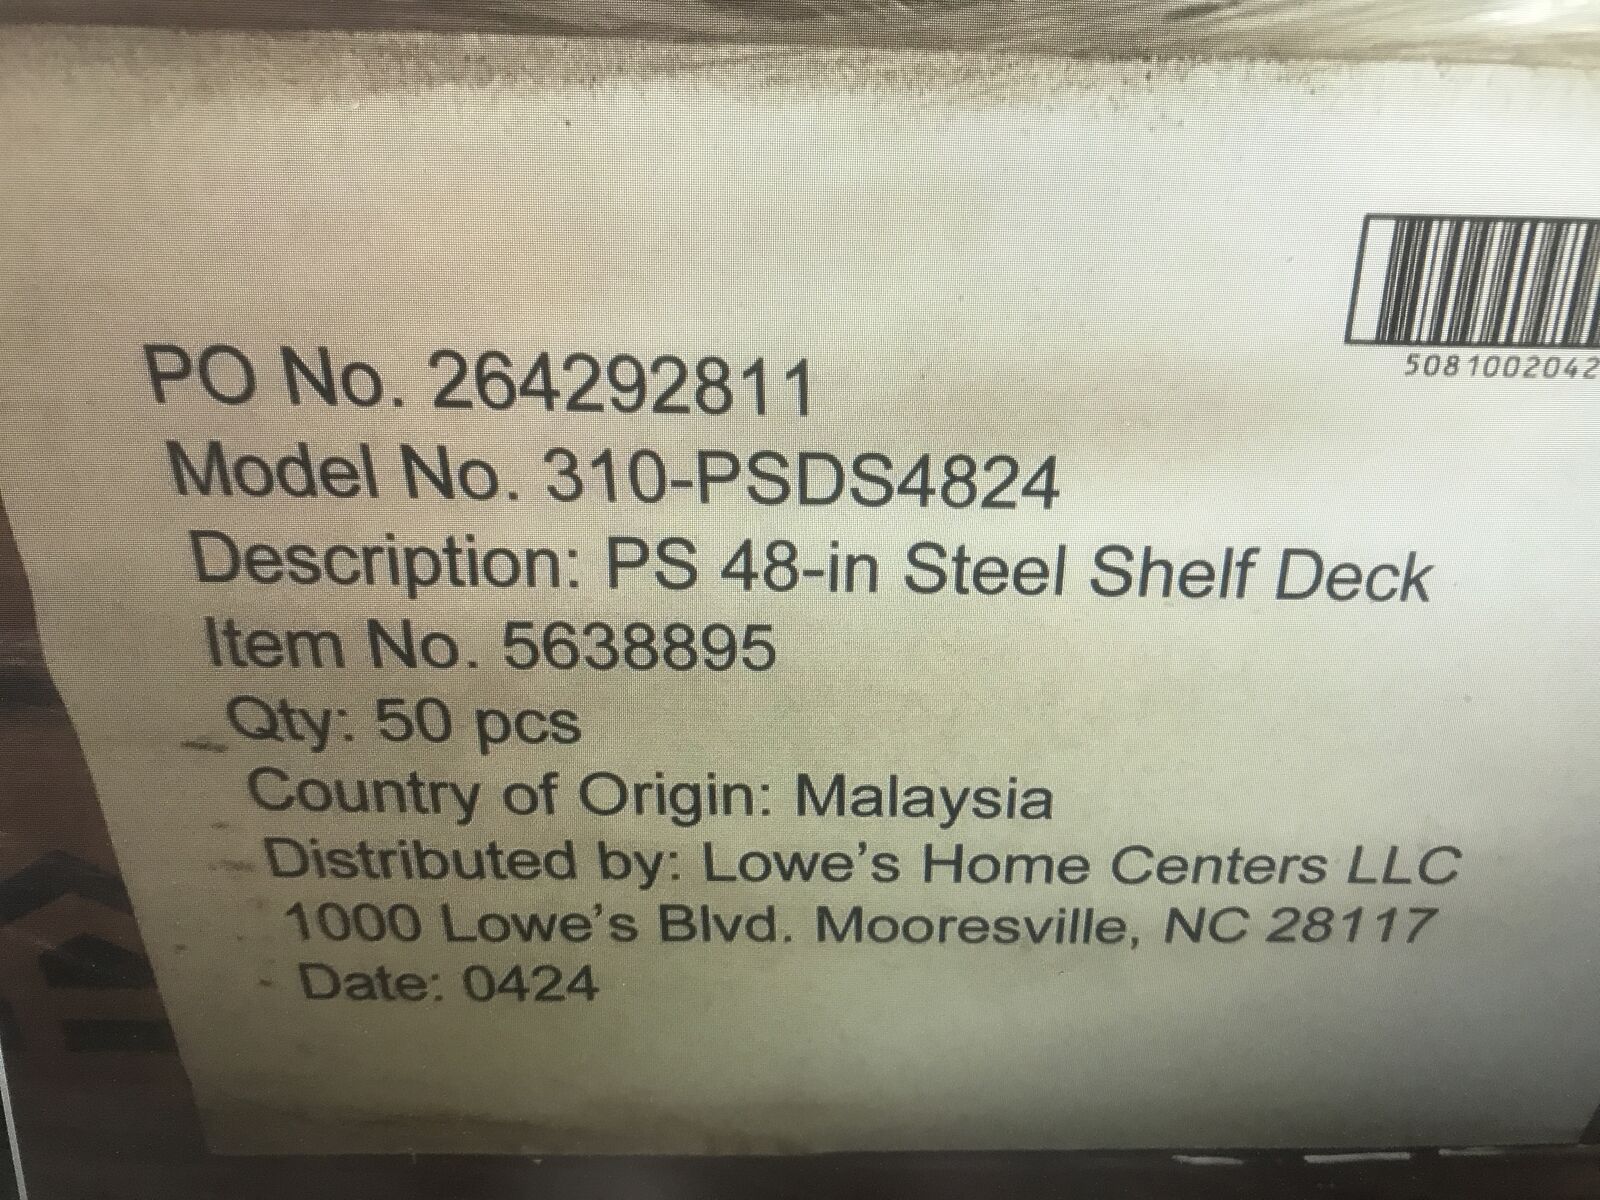 5081002042
PO No. 264292811
Model No. 310-PSDS4824
Description: PS 48-in Steel Shelf Deck
Item No. 5638895
Qty: 50 pcs
Country of Origin: Malaysia
Distributed by: Lowe's Home Centers LLC
1000 Lowe's Blvd. Mooresville, NC 28117
Date: 0424